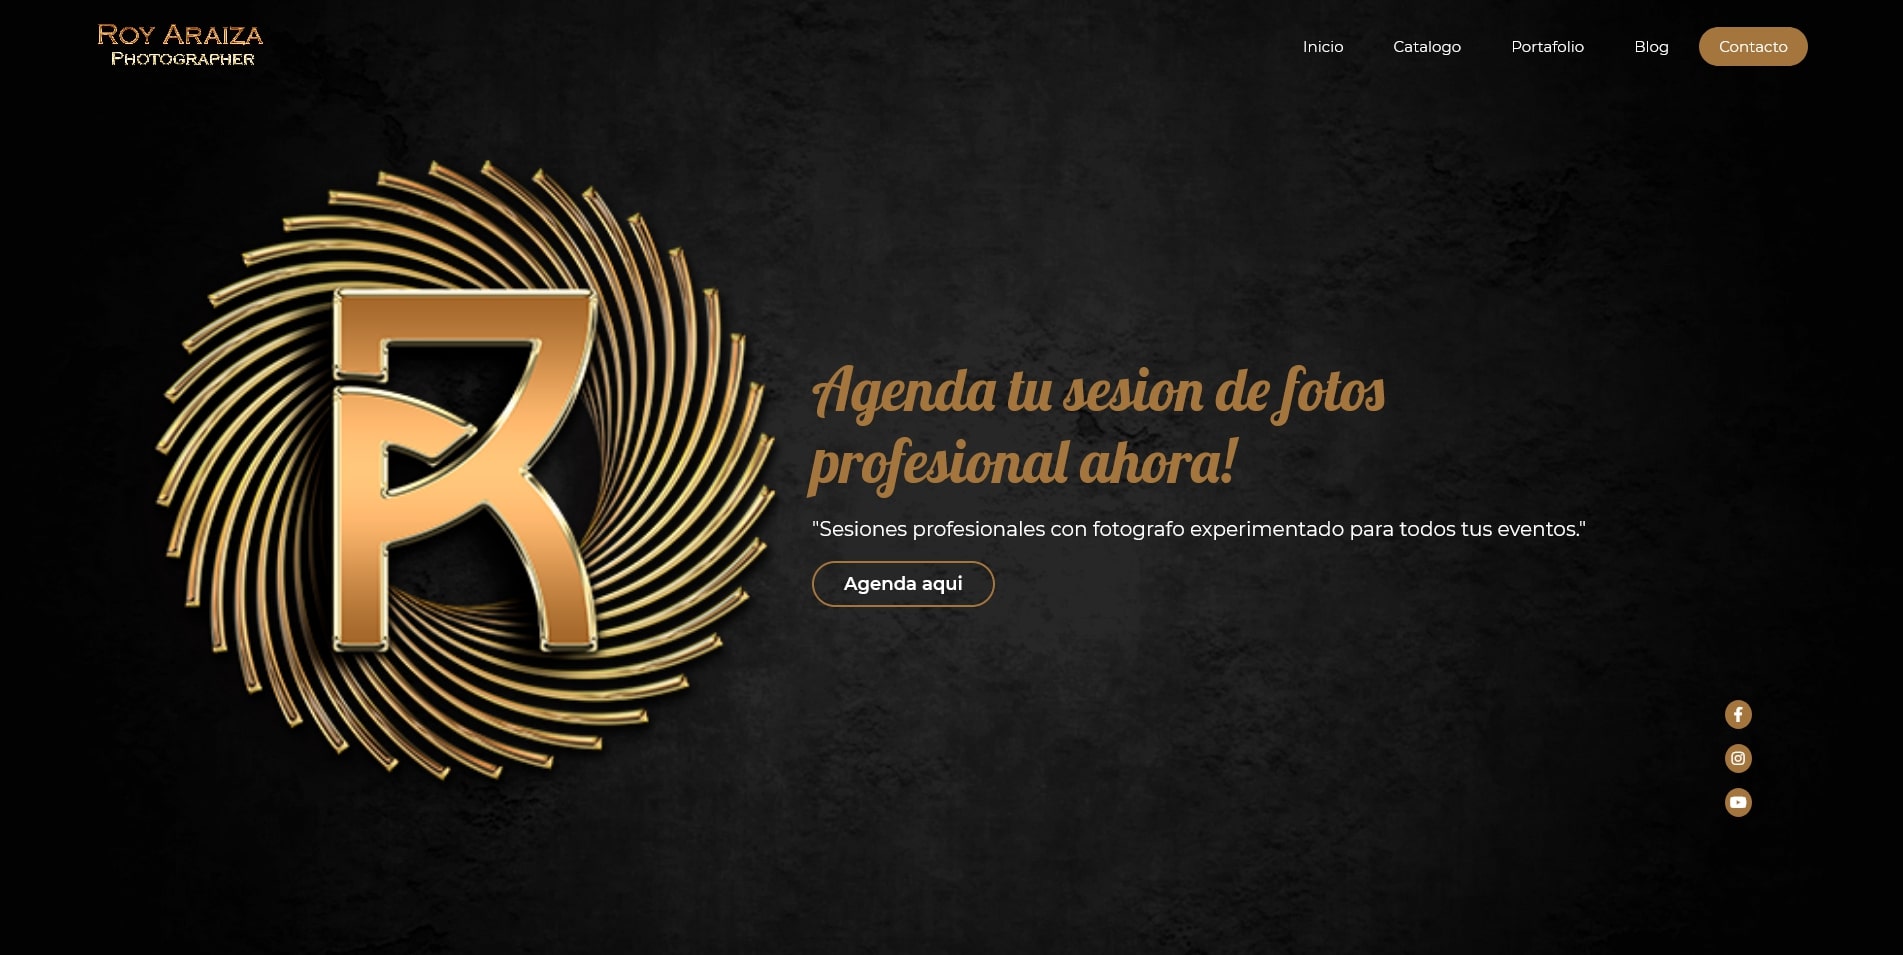 ROY ARAIZA
PHOTOGRAPHER
Inicio
Catalogo
Portafolio
Blog
Contacto
R
Agenda tu sesion de fotos
profesional ahora!
"Sesiones profesionales con fotografo experimentado para todos tus eventos."
Agenda aqui